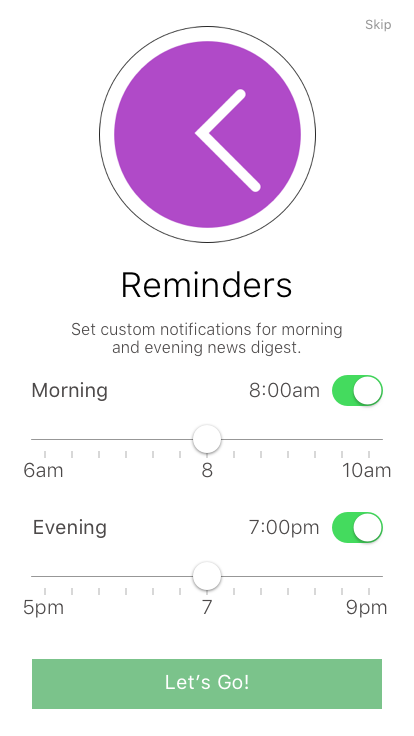 Skip
Reminders
Set custom notifications for morning
and evening news digest.
Morning 8:00am
6am 8 10am
Evening 7:00pm
5pm 7 9pm
Let’s Go!